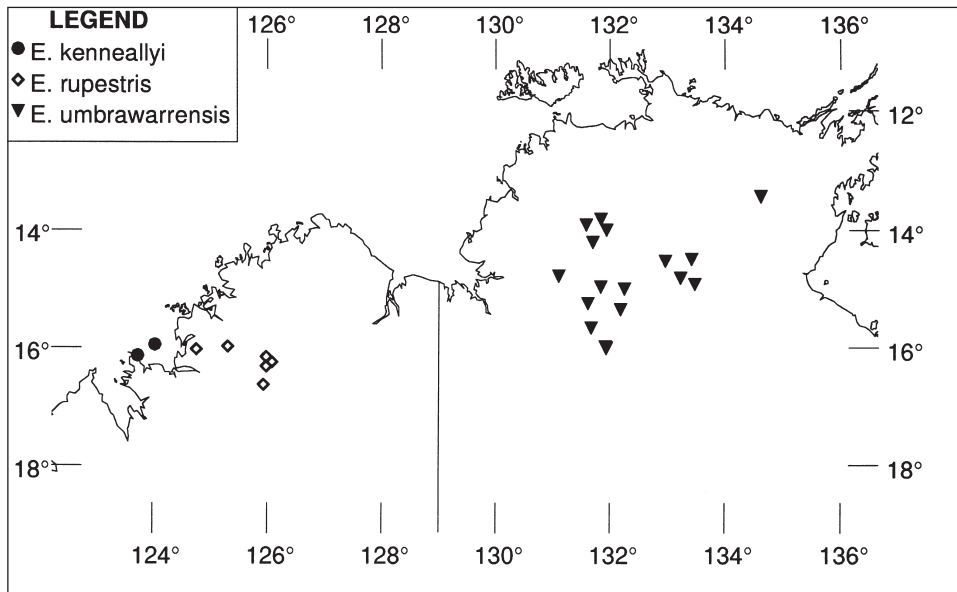 LEGEND
E. kenneallyi
E. rupestris
E. umbrawarrensis
126° 128° 130° 132° 134° 136°
12°
14° 14°
16° 16°
18° 18°
124° 126° 128° 130° 132° 134° 136°